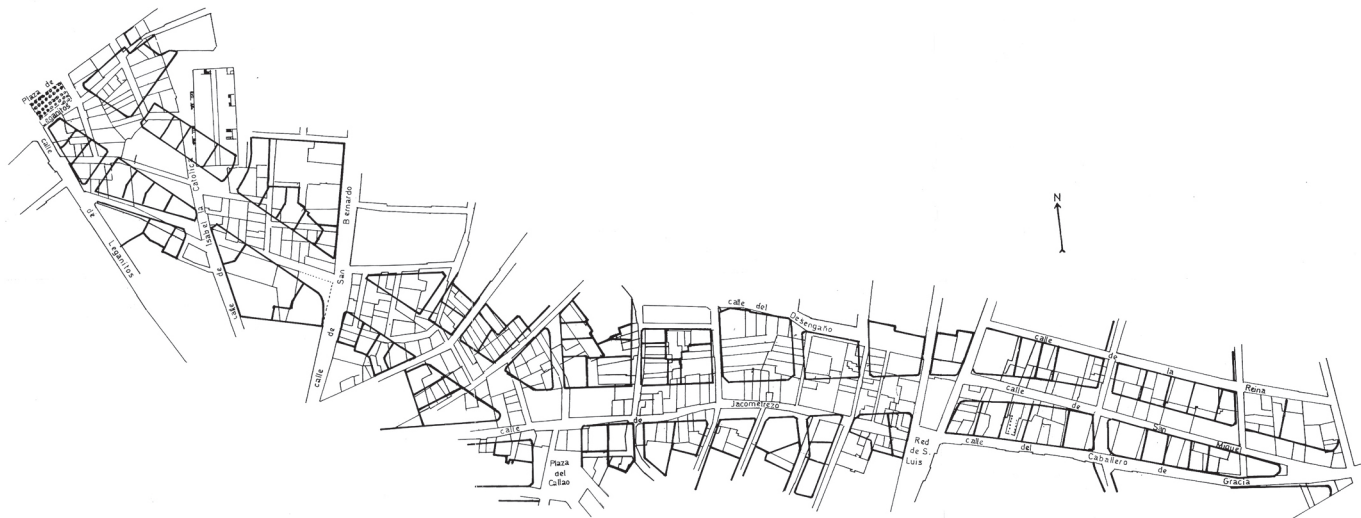 Plaza de
Leganitos
calle
de
Leganitos
calle
de
Isabel
la
Catolica
calle
de
San
Bernardo
calle
de
Jacometrezo
Plaza
del
Callao
calle del
Desengaño
Red
de S.
Luis
calle
de
la
Reina
calle
de
San
Miguel
calle
del
Caballero
de
Gracia
N